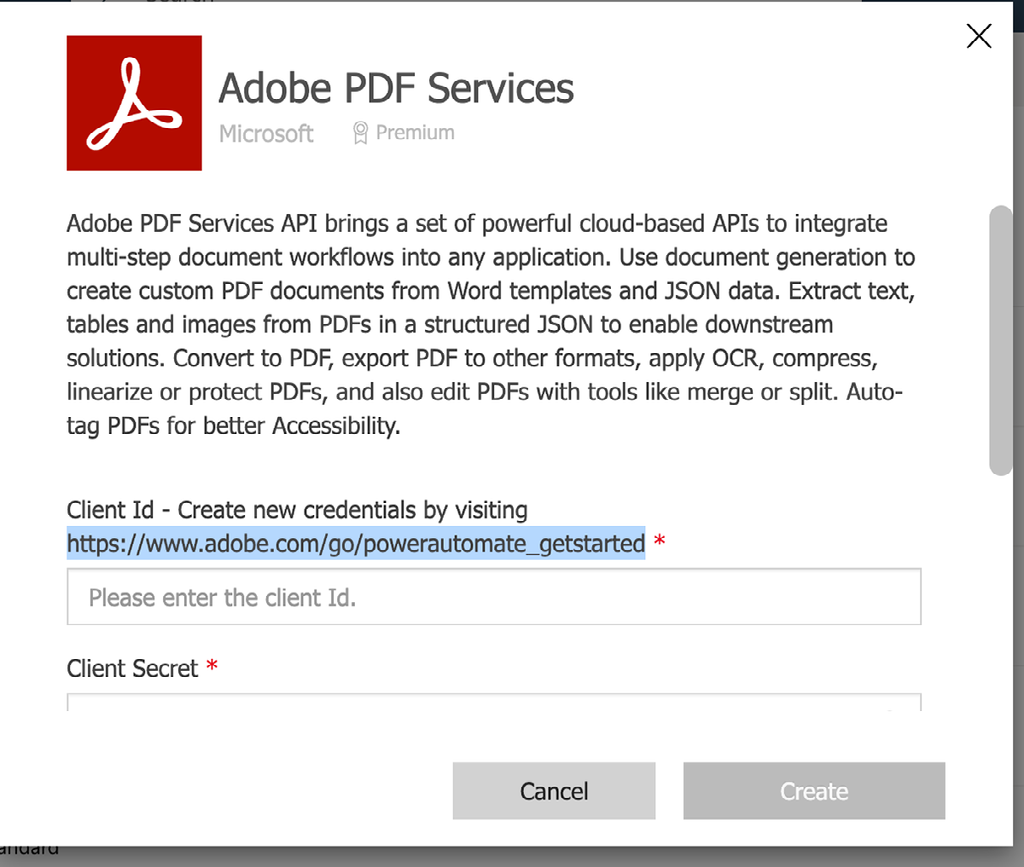 Adobe PDF Services
Microsoft Premium
Adobe PDF Services API brings a set of powerful cloud-based APIs to integrate
multi-step document workflows into any application. Use document generation to
create custom PDF documents from Word templates and JSON data. Extract text,
tables and images from PDFs in a structured JSON to enable downstream
solutions. Convert to PDF, export PDF to other formats, apply OCR, compress,
linearize or protect PDFs, and also edit PDFs with tools like merge or split. Auto-
tag PDFs for better Accessibility.
Client Id - Create new credentials by visiting
https://www.adobe.com/go/powerautomate_getstarted *
Please enter the client Id.
Client Secret *
Cancel Create